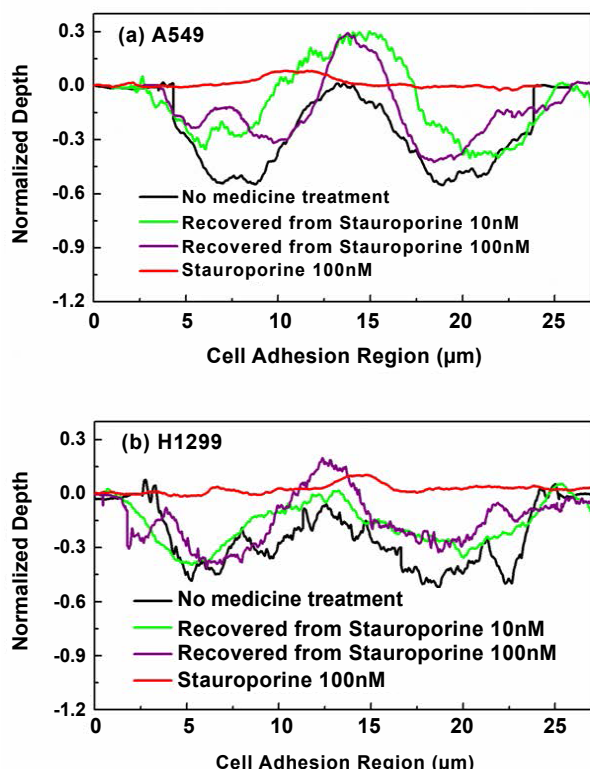 (a) A549
0.3
0.0
-0.3
-0.6
-0.9
-1.2
Normalized Depth
No medicine treatment
Recovered from Stauroporine 10nM
Recovered from Stauroporine 100nM
Stauroporine 100nM
0 5 10 15 20 25
Cell Adhesion Region (µm)
(b) H1299
0.3
0.0
-0.3
-0.6
-0.9
-1.2
Normalized Depth
No medicine treatment
Recovered from Stauroporine 10nM
Recovered from Stauroporine 100nM
Stauroporine 100nM
0 5 10 15 20 25
Cell Adhesion Region (µm)